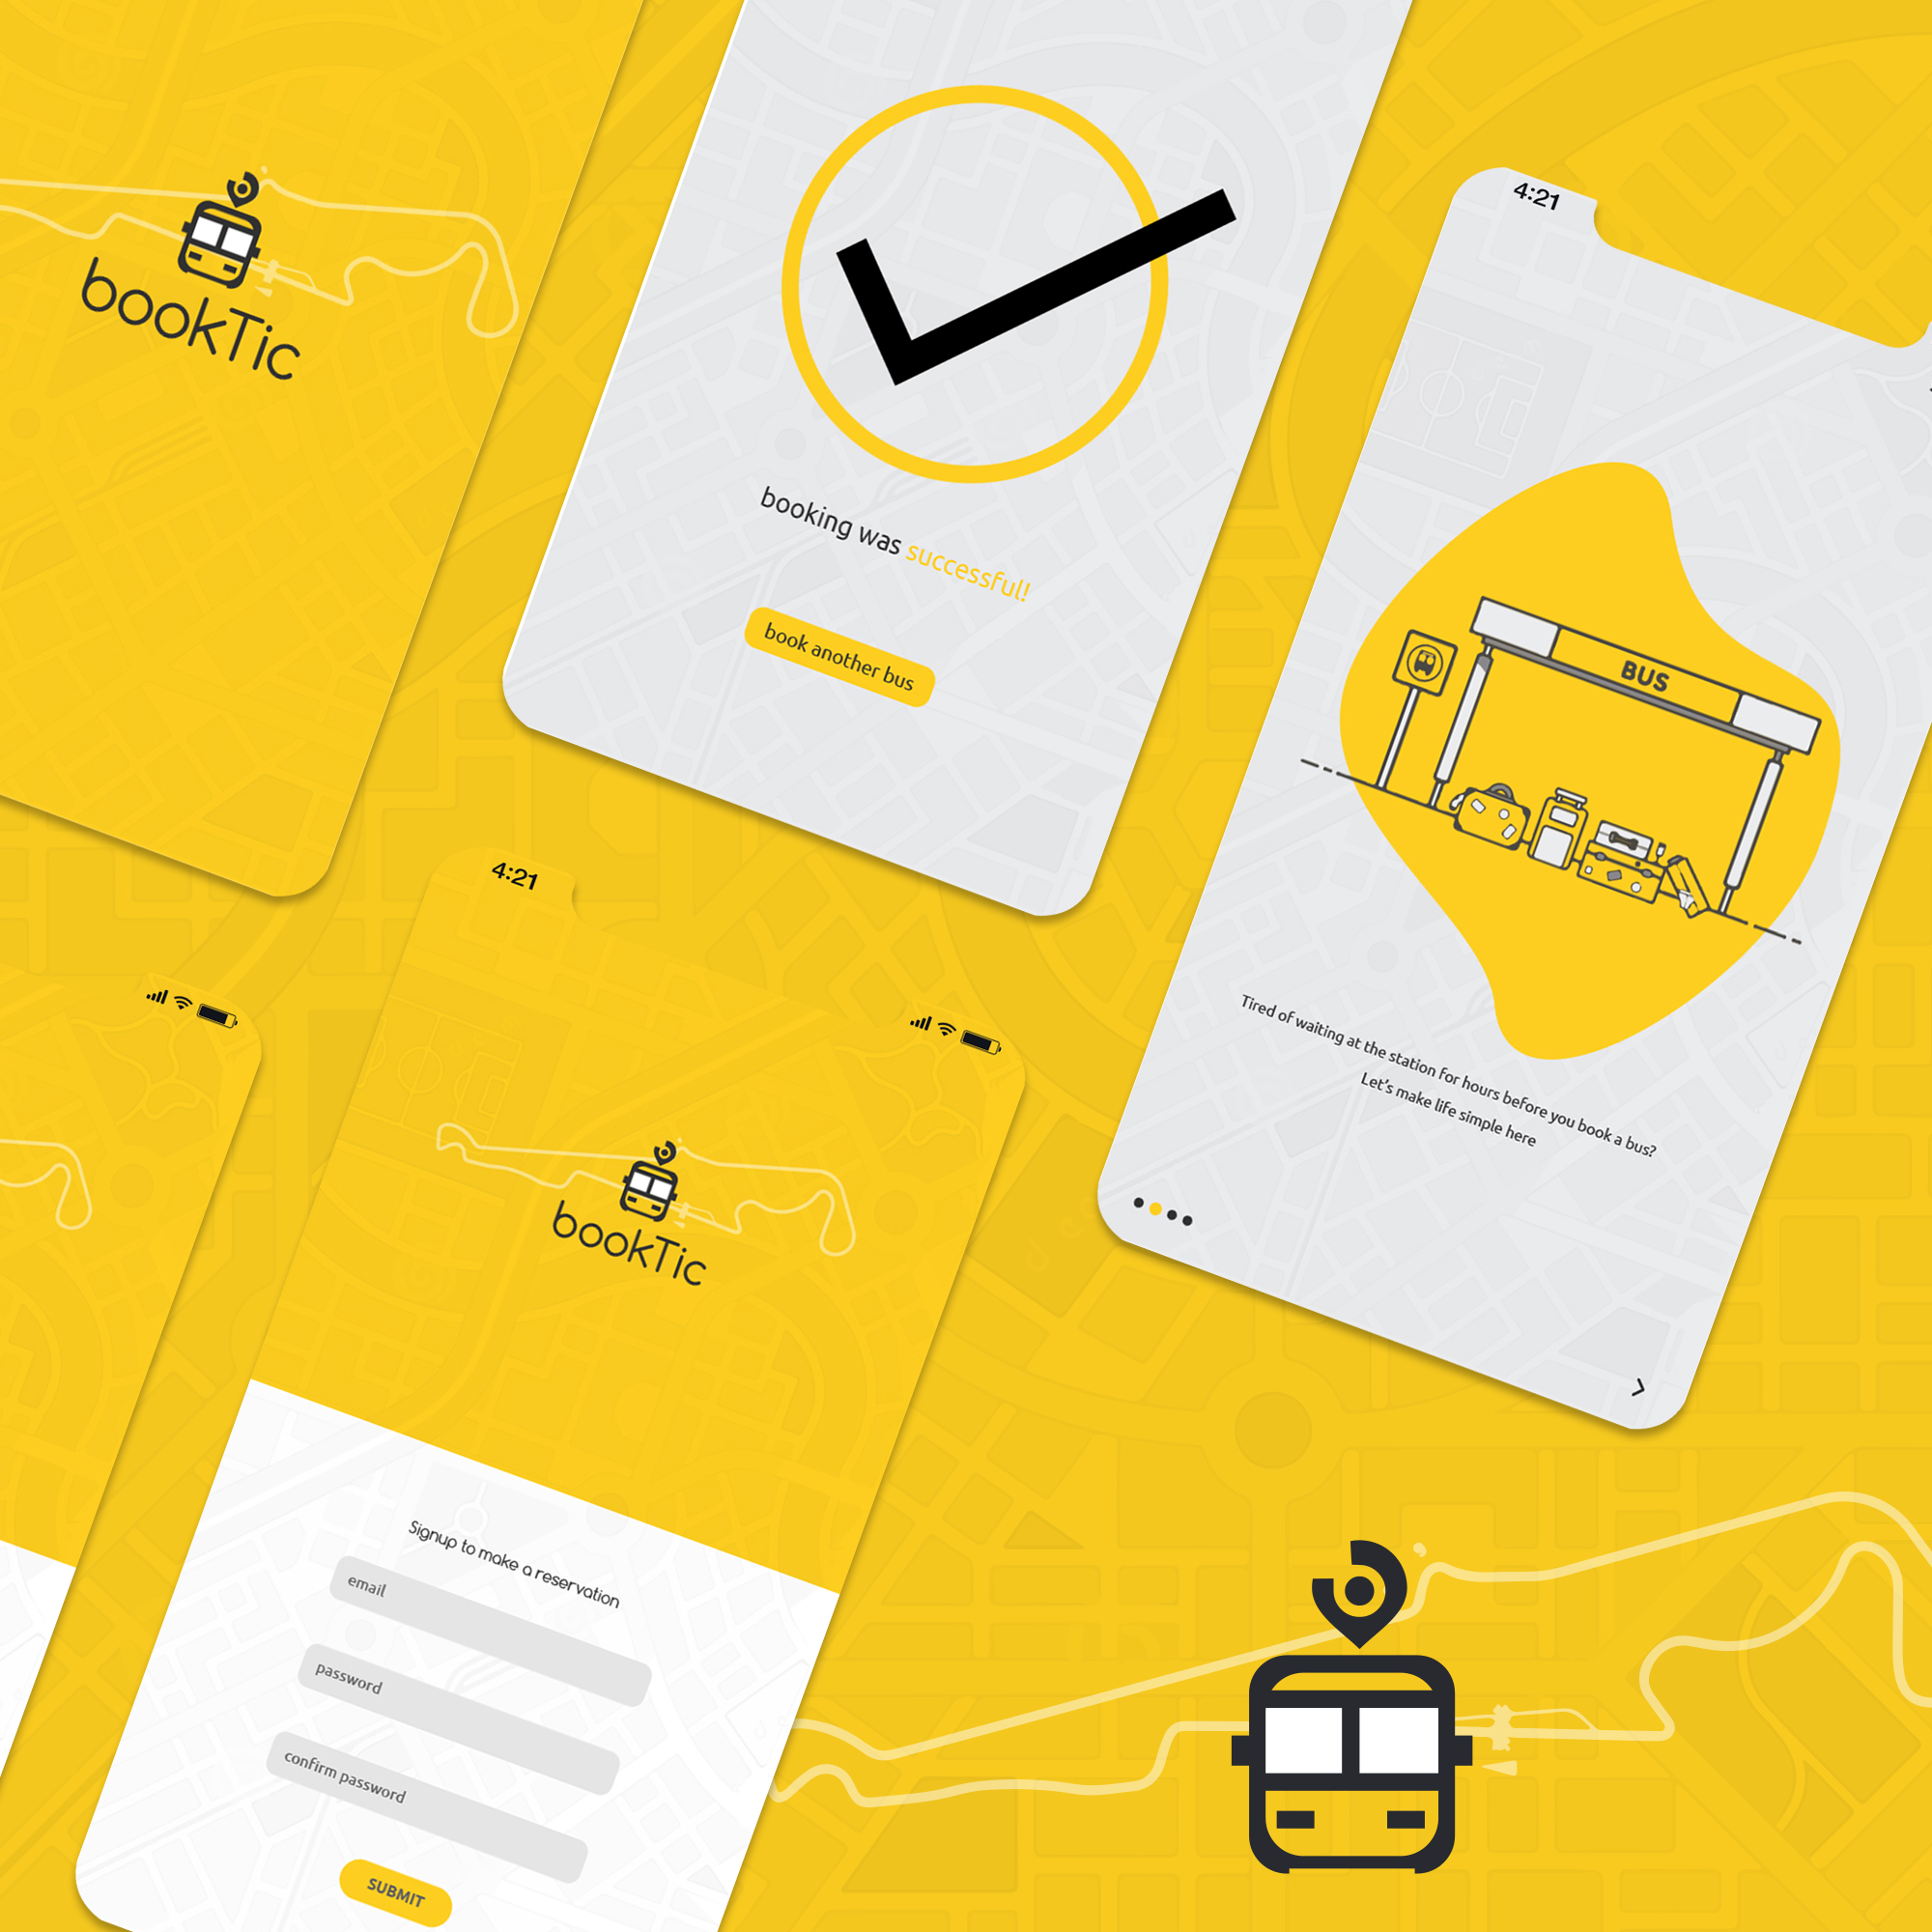 bookTic
booking was successful!
book another bus
4:21
BUS
Tired of waiting at the station for hours before you book a bus?
Let's make life simple here
4:21
bookTic
Signup to make a reservation
email
password
confirm password
SUBMIT